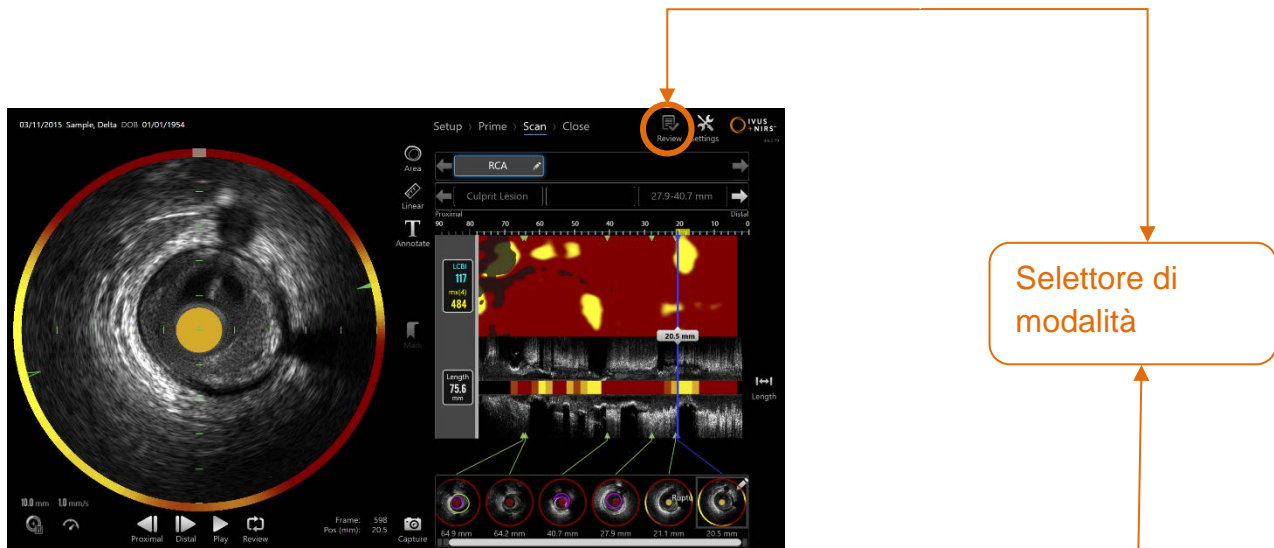 03/11/2015 Sample, Delta DOB 01/01/1954
Setup > Prime > Scan > Close
Review
Settings
IVUS
+NIRS™
Area
RCA
Linear
Culprit Lesion
27.9-40.7 mm
Proximal
Distal
90 80 70 60 50 40 30 20 10 0
T
Annotate
LCBI
117
mx(4)
484
20.5 mm
Mark
Length
75.6
mm
Length
Ruptu
64.9 mm 64.2 mm 40.7 mm 27.9 mm 21.1 mm 20.5 mm
10.0 mm 1.0 mm/s
Proximal Distal Play Review
Frame: 598
Pos (mm): 20.5
Capture
Selettore di
modalità